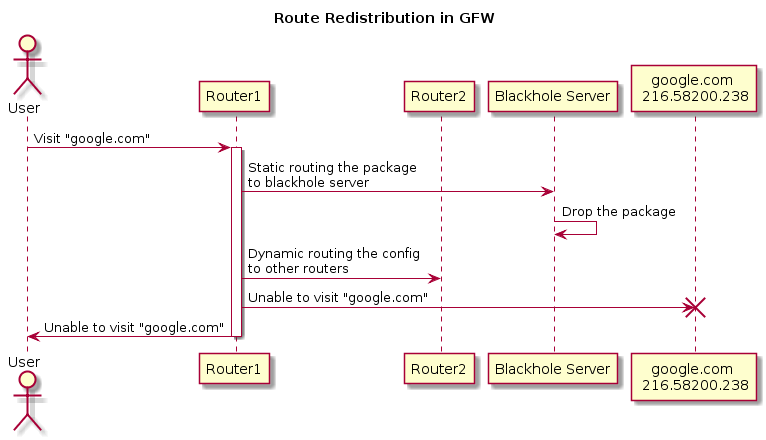 Route Redistribution in GFW
User
Router1
Router2
Blackhole Server
google.com
216.58200.238
Visit "google.com"
Static routing the package
to blackhole server
Drop the package
Dynamic routing the config
to other routers
Unable to visit "google.com"
Unable to visit "google.com"
User
Router1
Router2
Blackhole Server
google.com
216.58200.238